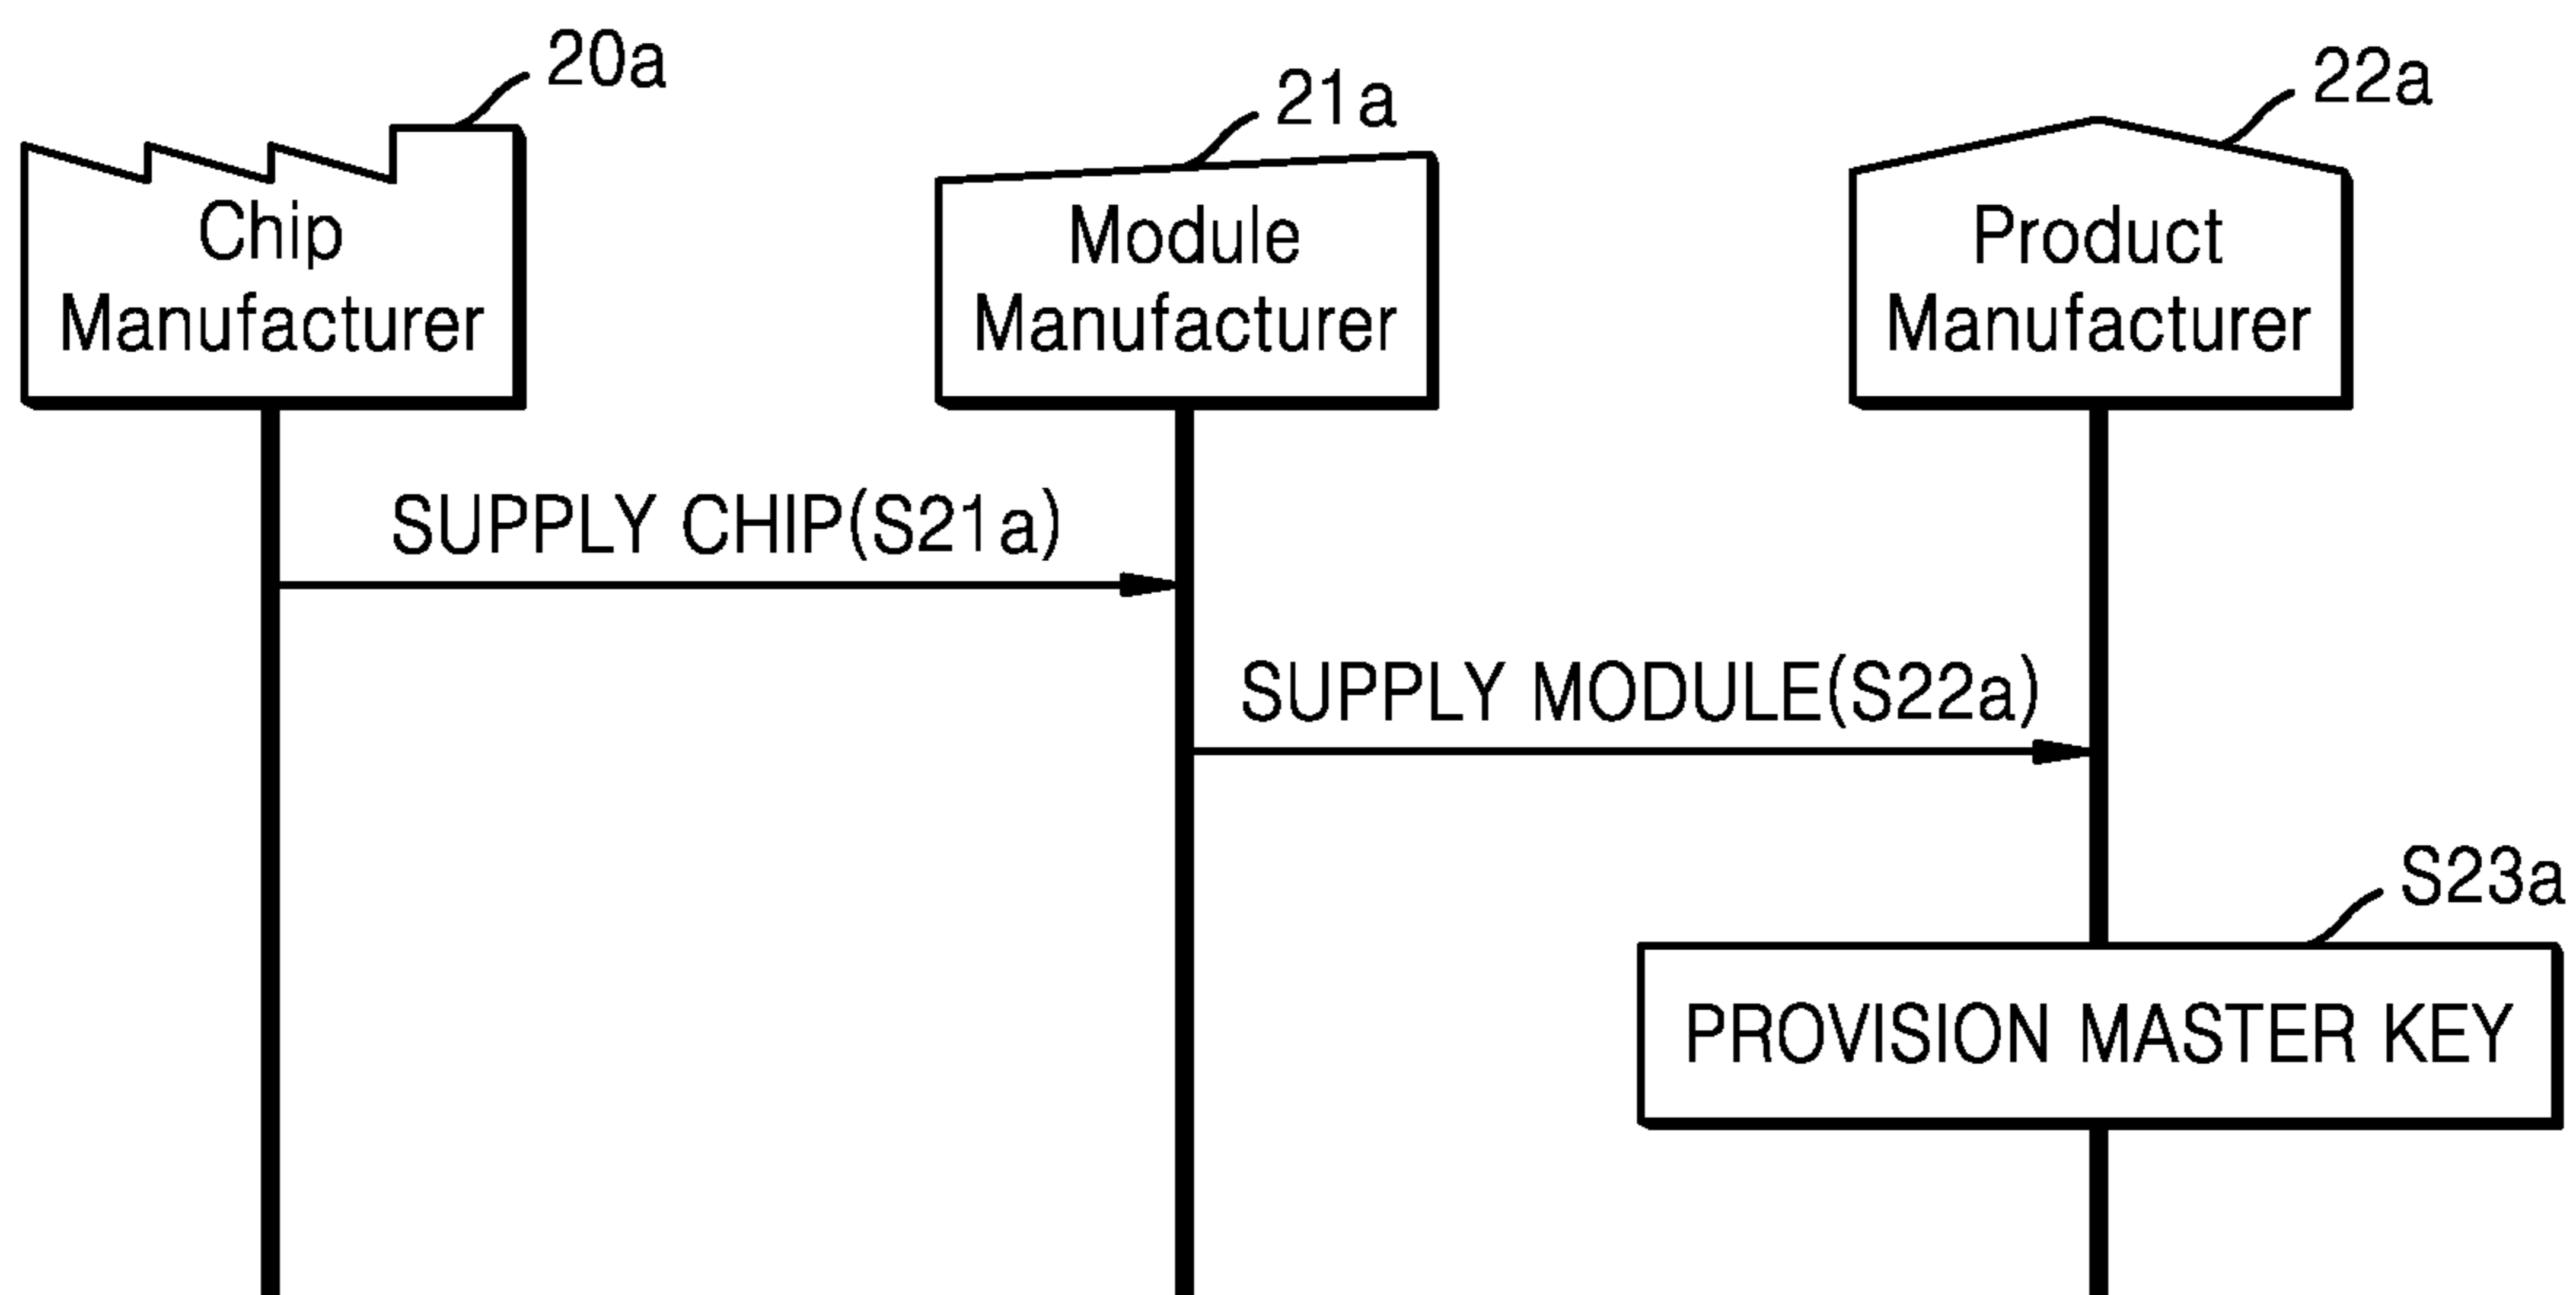 20a
21a
22a
Chip
Manufacturer
Module
Manufacturer
Product
Manufacturer
SUPPLY CHIP(S21a)
SUPPLY MODULE(S22a)
S23a
PROVISION MASTER KEY